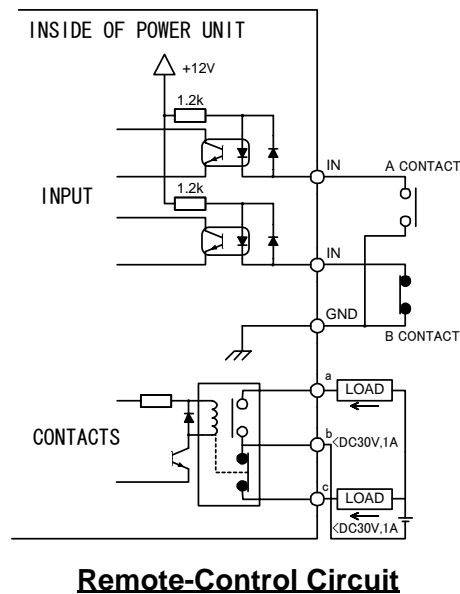 INSIDE OF POWER UNIT
+12V
1.2k
IN
A CONTACT
INPUT
1.2k
IN
GND
B CONTACT
a
LOAD
CONTACTS
b
<DC30V,1A
c
LOAD
<DC30V,1A
Remote-Control Circuit